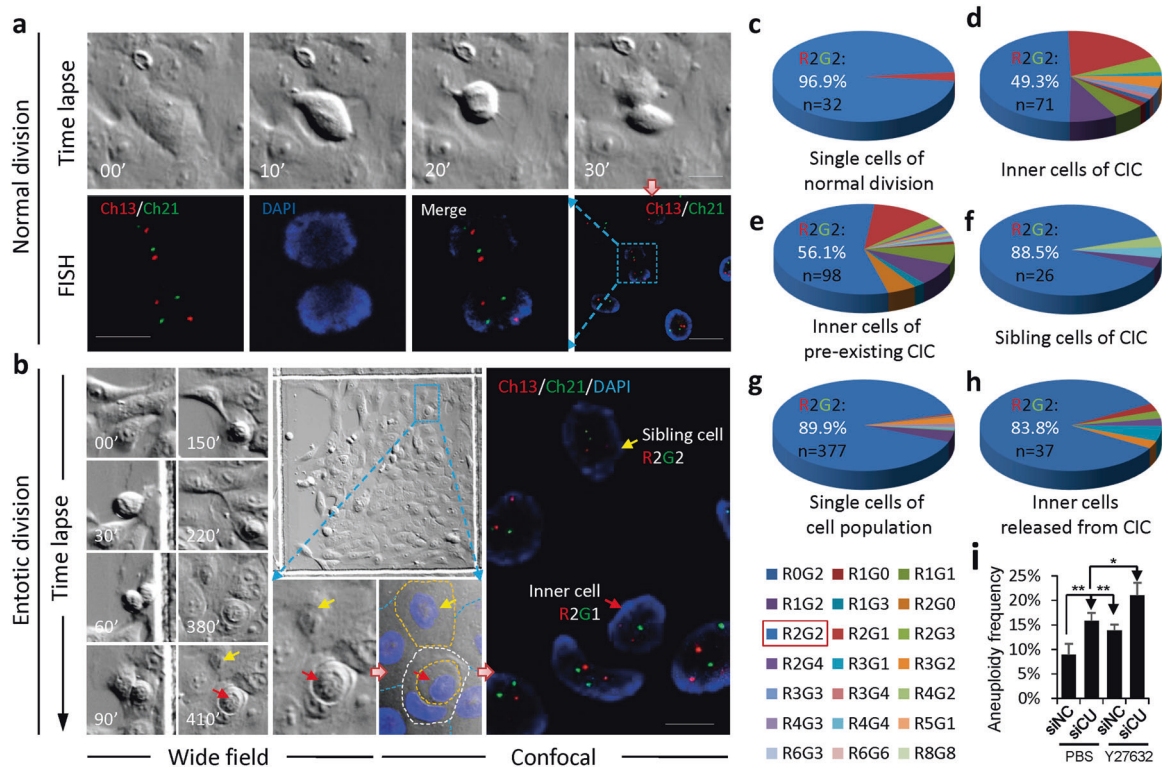 a
Normal division
Time lapse
00’
10’
20’
30’
FISH
Ch13/Ch21
DAPI
Merge
Ch13/Ch21
b
Entotic division
Time lapse
00’
150’
30’
220’
60’
380’
90’
410’
Ch13/Ch21/DAPI
Sibling cell
R2G2
Inner cell
R2G1
Wide field
Confocal
c
R2G2:
96.9%
n=32
Single cells of
normal division
d
R2G2:
49.3%
n=71
Inner cells of CIC
e
R2G2:
56.1%
n=98
Inner cells of
pre-existing CIC
f
R2G2:
88.5%
n=26
Sibling cells of CIC
g
R2G2:
89.9%
n=377
Single cells of
cell population
h
R2G2:
83.8%
n=37
Inner cells
released from CIC
R0G2 R1G0 R1G1
R1G2 R1G3 R2G0
R2G2 R2G1 R2G3
R2G4 R3G1 R3G2
R3G3 R3G4 R4G2
R4G3 R4G4 R5G1
R6G3 R6G6 R8G8
i
Aneuploidy frequency
25%
20%
15%
10%
5%
0%
** ** *
siNC siCU siNC siCU
PBS Y27632